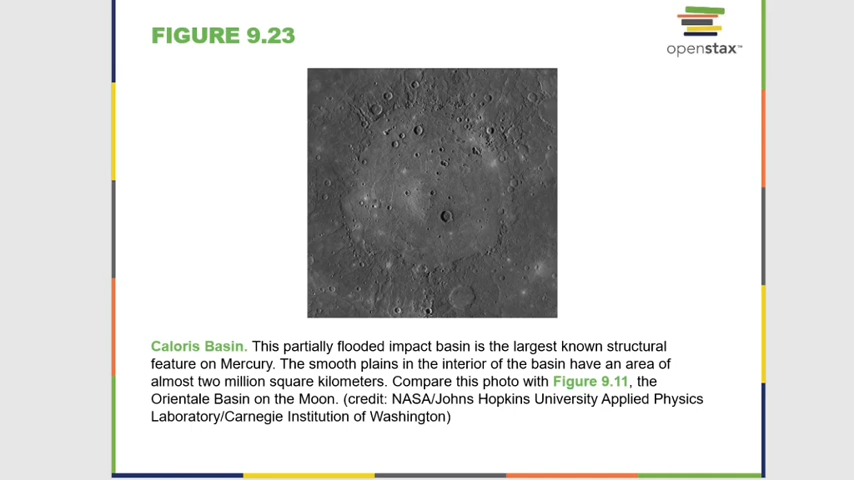 FIGURE 9.23
openstax™
Caloris Basin. This partially flooded impact basin is the largest known structural
feature on Mercury. The smooth plains in the interior of the basin have an area of
almost two million square kilometers. Compare this photo with Figure 9.11, the
Orientale Basin on the Moon. (credit: NASA/Johns Hopkins University Applied Physics
Laboratory/Carnegie Institution of Washington)